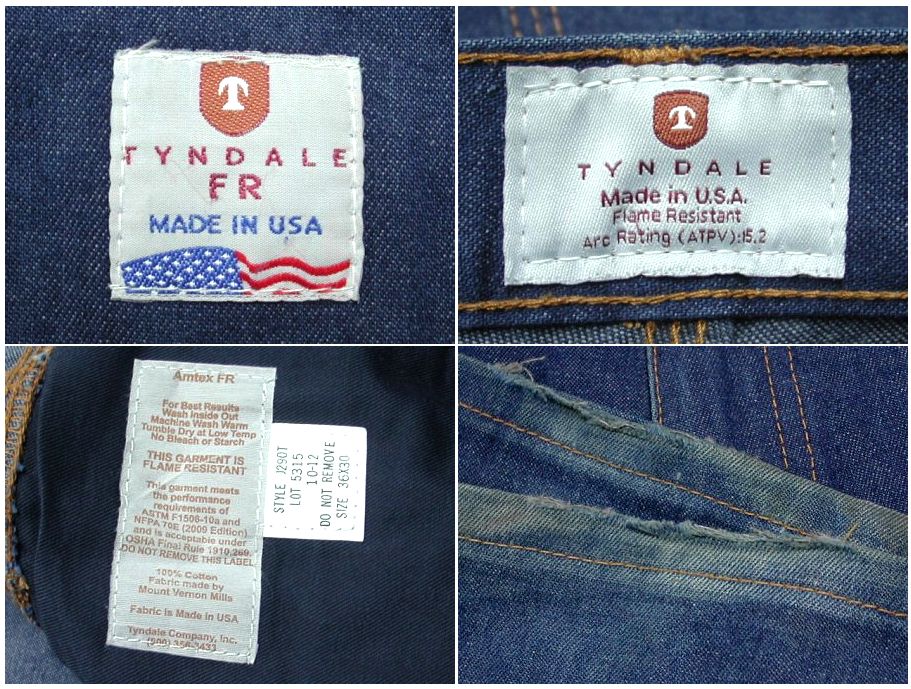 T
TYNDALE
FR
MADE IN USA
T
TYNDALE
Made in U.S.A.
Flame Resistant
Arc Rating (ATPV):15.2
Amtex FR
For Best Results
Wash Inside Out
Machine Wash Warm
Tumble Dry at Low Temp
No Bleach or Starch
THIS GARMENT IS
FLAME RESISTANT
This garment meets
the performance
requirements of
ASTM F1506-10a and
NFPA 70E (2009 Edition)
and is acceptable under
OSHA Final Rule 1910.269.
DO NOT REMOVE THIS LABEL
100% Cotton
Fabric made by
Mount Vernon Mills
Fabric is Made in USA
Tyndale Company, Inc.
(800) 356-3433
STYLE J290T
LOT 5315
10-12
DO NOT REMOVE
SIZE 36X30